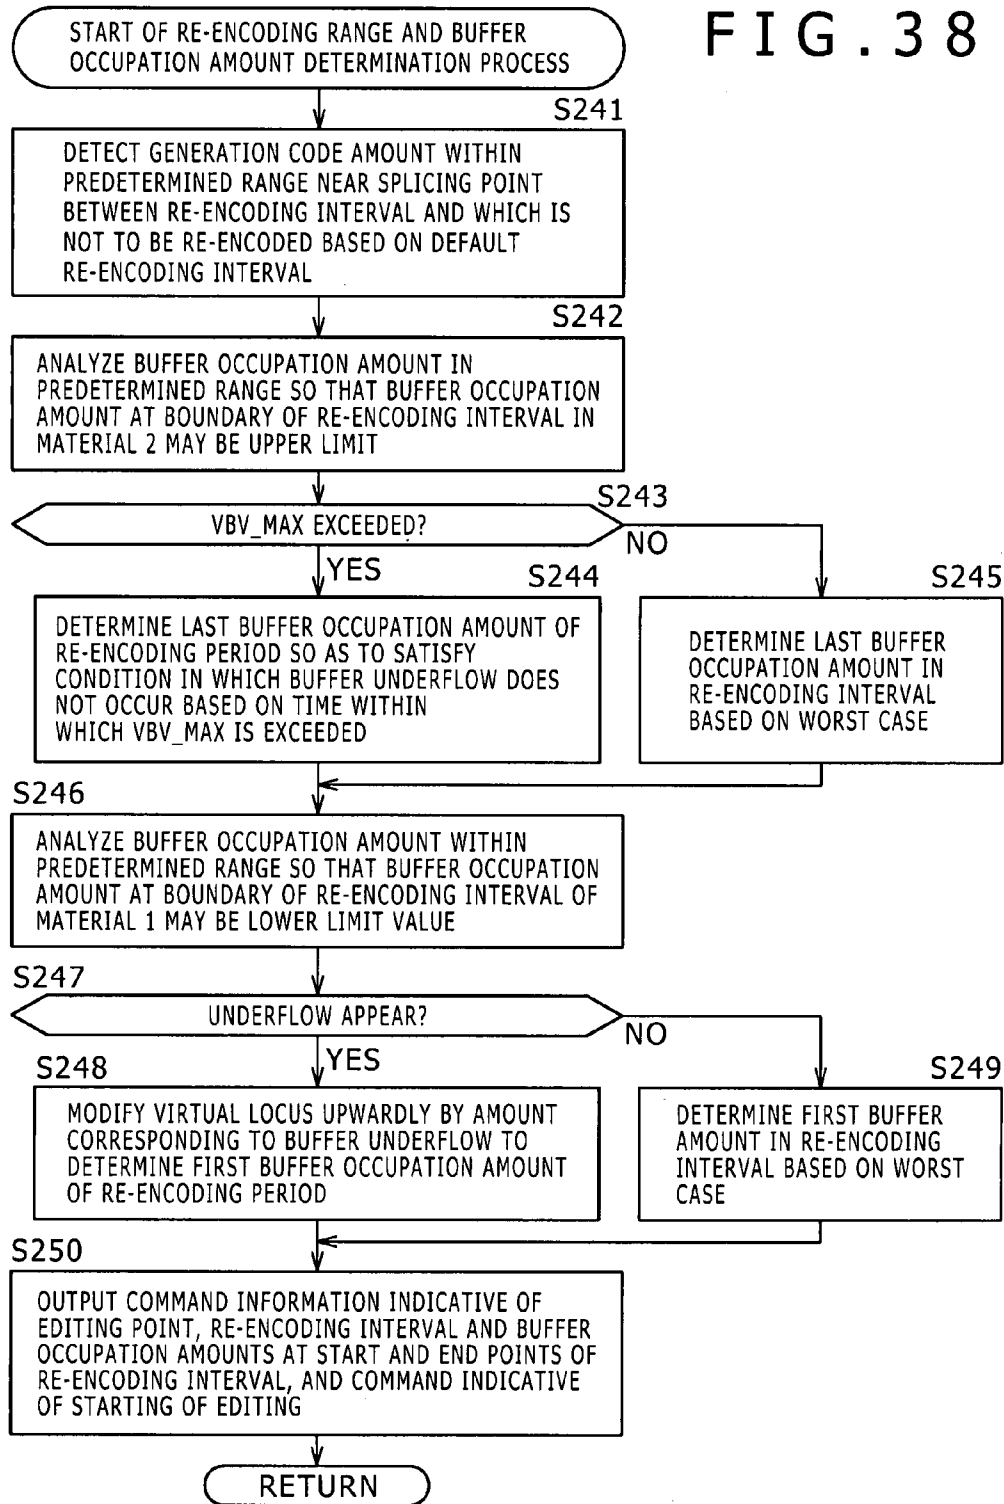 FIG.38
START OF RE-ENCODING RANGE AND BUFFER
OCCUPATION AMOUNT DETERMINATION PROCESS
S241
DETECT GENERATION CODE AMOUNT WITHIN
PREDETERMINED RANGE NEAR SPLICING POINT
BETWEEN RE-ENCODING INTERVAL AND WHICH IS
NOT TO BE RE-ENCODED BASED ON DEFAULT
RE-ENCODING INTERVAL
S242
ANALYZE BUFFER OCCUPATION AMOUNT IN
PREDETERMINED RANGE SO THAT BUFFER OCCUPATION
AMOUNT AT BOUNDARY OF RE-ENCODING INTERVAL IN
MATERIAL 2 MAY BE UPPER LIMIT
S243
VBV_MAX EXCEEDED?
NO
YES
S244
DETERMINE LAST BUFFER OCCUPATION AMOUNT OF
RE-ENCODING PERIOD SO AS TO SATISFY
CONDITION IN WHICH BUFFER UNDERFLOW DOES
NOT OCCUR BASED ON TIME WITHIN
WHICH VBV_MAX IS EXCEEDED
S245
DETERMINE LAST BUFFER
OCCUPATION AMOUNT IN
RE-ENCODING INTERVAL
BASED ON WORST CASE
S246
ANALYZE BUFFER OCCUPATION AMOUNT WITHIN
PREDETERMINED RANGE SO THAT BUFFER OCCUPATION
AMOUNT AT BOUNDARY OF RE-ENCODING INTERVAL OF
MATERIAL 1 MAY BE LOWER LIMIT VALUE
S247
UNDERFLOW APPEAR?
NO
YES
S248
MODIFY VIRTUAL LOCUS UPWARDLY BY AMOUNT
CORRESPONDING TO BUFFER UNDERFLOW TO
DETERMINE FIRST BUFFER OCCUPATION AMOUNT
OF RE-ENCODING PERIOD
S249
DETERMINE FIRST BUFFER
AMOUNT IN RE-ENCODING
INTERVAL BASED ON WORST
CASE
S250
OUTPUT COMMAND INFORMATION INDICATIVE OF
EDITING POINT, RE-ENCODING INTERVAL AND BUFFER
OCCUPATION AMOUNTS AT START AND END POINTS OF
RE-ENCODING INTERVAL, AND COMMAND INDICATIVE
OF STARTING OF EDITING
RETURN